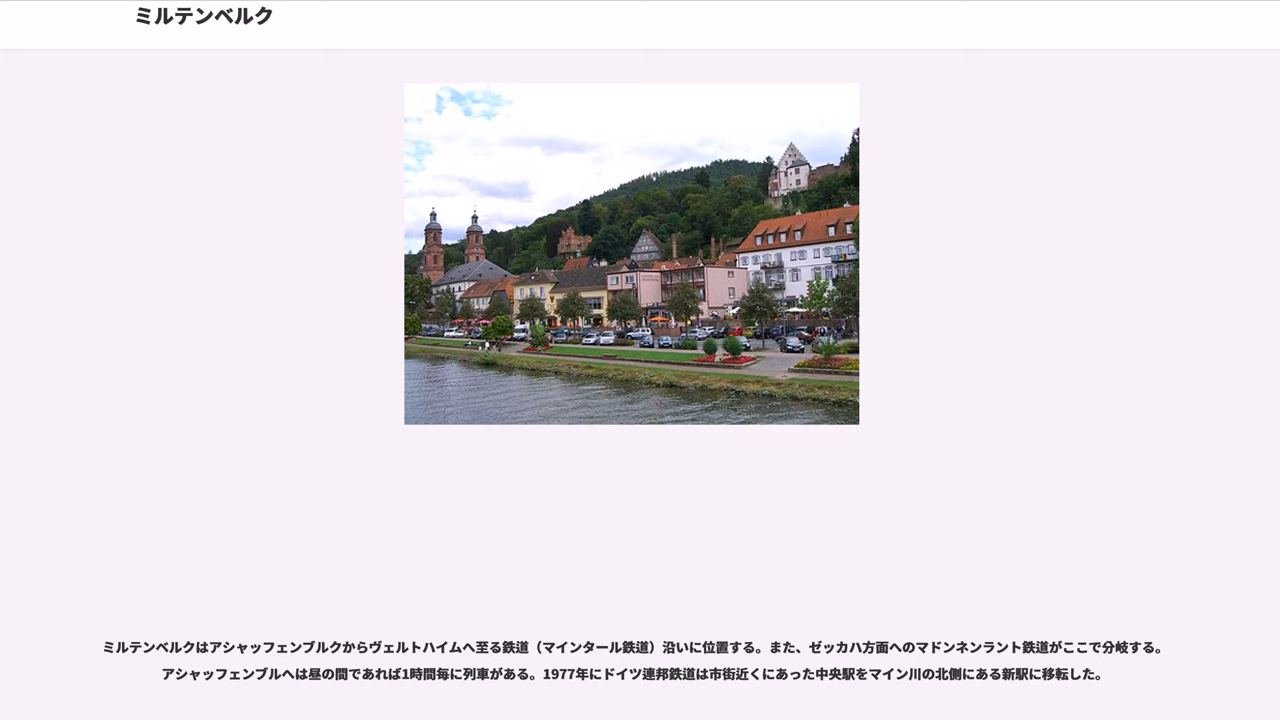 ミルテンベルク
ミルテンベルクはアシャッフェンブルクからヴェルトハイムへ至る鉄道（マインタール鉄道）沿いに位置する。また、ゼッカハ方面へのマドンネンラント鉄道がここで分岐する。
アシャッフェンブルへは昼の間であれば1時間毎に列車がある。1977年にドイツ連邦鉄道は市街近くにあった中央駅をマイン川の北側にある新駅に移転した。